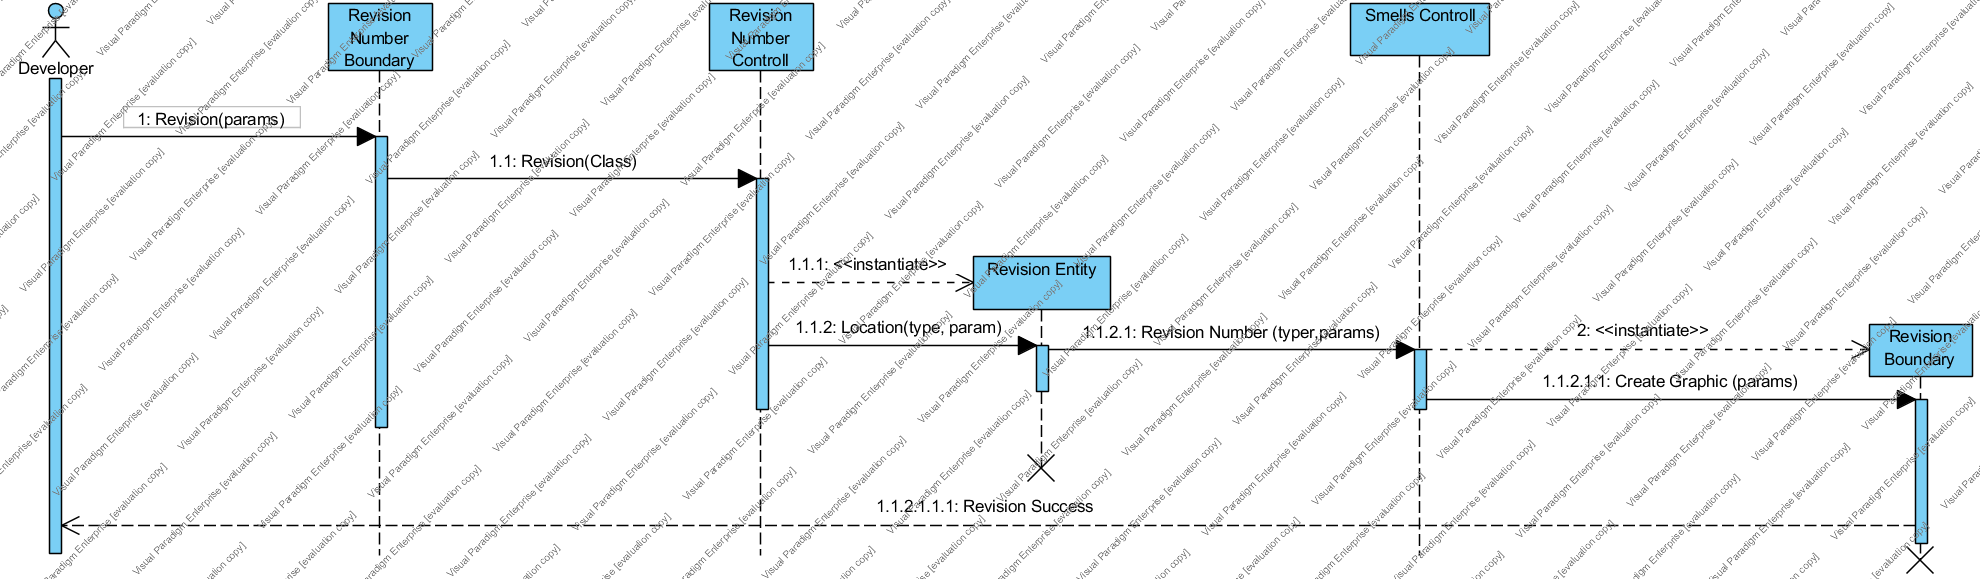 Revision
Number
Boundary
Revision
Number
Controll
Smells Controll
Developer
1: Revision(params)
1.1: Revision(Class)
1.1.1: <<instantiate>>
Revision Entity
1.1.2: Location(type, param)
1.1.2.1: Revision Number (typer,params)
2: <<instantiate>>
Revision
Boundary
1.1.2.1.1: Create Graphic (params)
1.1.2.1.1.1: Revision Success
Visual Paradigm Enterprise [evaluation copy]